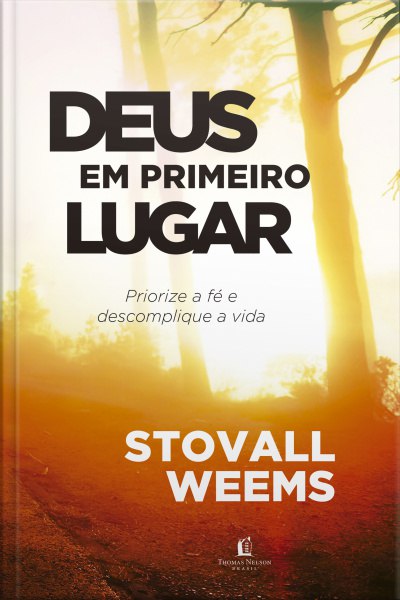 DEUS
EM PRIMEIRO
LUGAR
Priorize a fé e
descomplique a vida
STOVALL
WEEMS
THOMAS NELSON
BRASIL